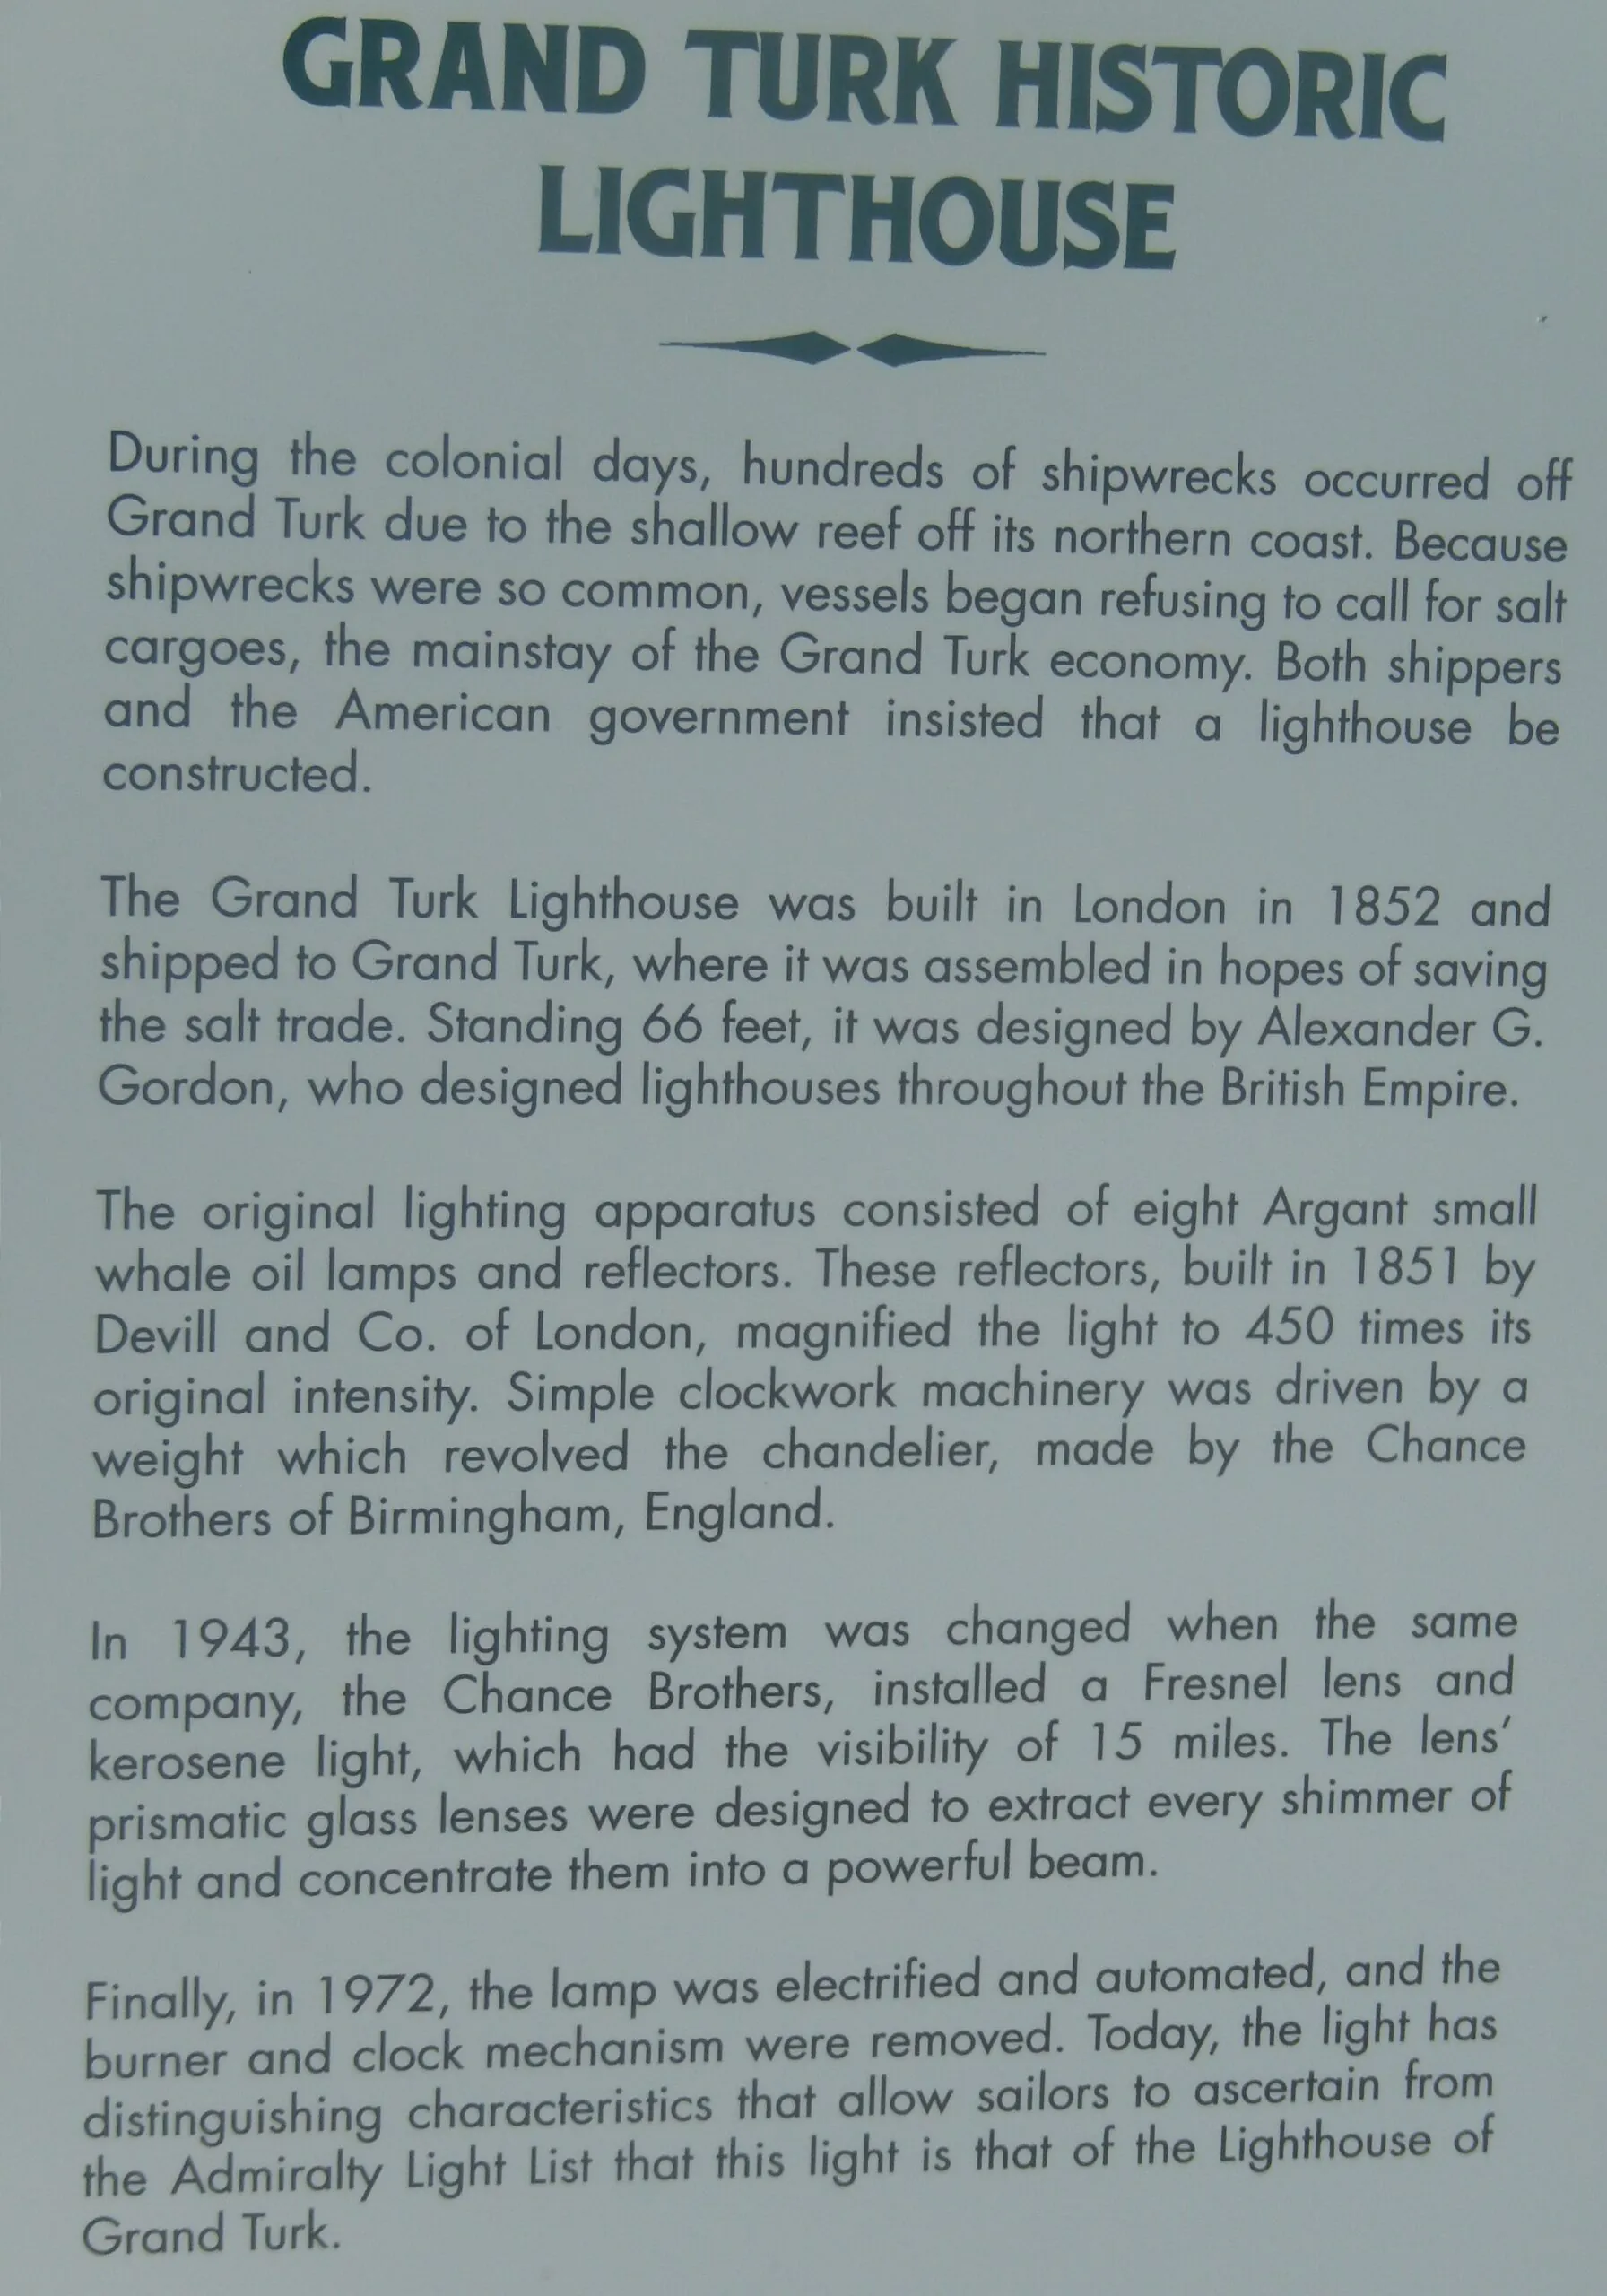 GRAND TURK HISTORIC
LIGHTHOUSE
During the colonial days, hundreds of shipwrecks occurred off
Grand Turk due to the shallow reef off its northern coast. Because
shipwrecks were so common, vessels began refusing to call for salt
cargoes, the mainstay of the Grand Turk economy. Both shippers
and the American government insisted that a lighthouse be
constructed.
The Grand Turk Lighthouse was built in London in 1852 and
shipped to Grand Turk, where it was assembled in hopes of saving
the salt trade. Standing 66 feet, it was designed by Alexander G.
Gordon, who designed lighthouses throughout the British Empire.
The original lighting apparatus consisted of eight Argant small
whale oil lamps and reflectors. These reflectors, built in 1851 by
Devill and Co. of London, magnified the light to 450 times its
original intensity. Simple clockwork machinery was driven by a
weight which revolved the chandelier, made by the Chance
Brothers of Birmingham, England.
In 1943, the lighting system was changed when the same
company, the Chance Brothers, installed a Fresnel lens and
kerosene light, which had the visibility of 15 miles. The lens'
prismatic glass lenses were designed to extract every shimmer of
light and concentrate them into a powerful beam.
Finally, in 1972, the lamp was electrified and automated, and the
burner and clock mechanism were removed. Today, the light has
distinguishing characteristics that allow sailors to ascertain from
the Admiralty Light List that this light is that of the Lighthouse of
Grand Turk.